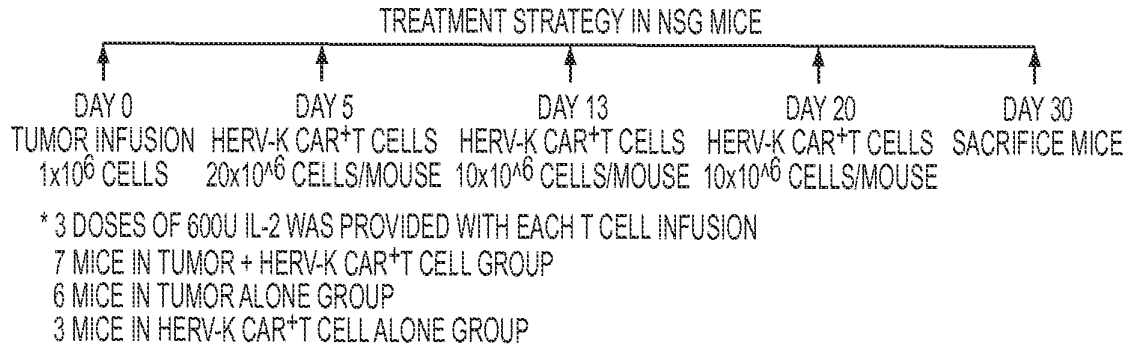 TREATMENT STRATEGY IN NSG MICE
DAY 0 DAY 5 DAY 13 DAY 20 DAY 30
TUMOR INFUSION HERV-K CAR⁺T CELLS HERV-K CAR⁺T CELLS HERV-K CAR⁺T CELLS SACRIFICE MICE
1x10⁶ CELLS 20x10^⁶ CELLS/MOUSE 10x10^⁶ CELLS/MOUSE 10x10^⁶ CELLS/MOUSE
* 3 DOSES OF 600U IL-2 WAS PROVIDED WITH EACH T CELL INFUSION
7 MICE IN TUMOR + HERV-K CAR⁺T CELL GROUP
6 MICE IN TUMOR ALONE GROUP
3 MICE IN HERV-K CAR⁺T CELL ALONE GROUP